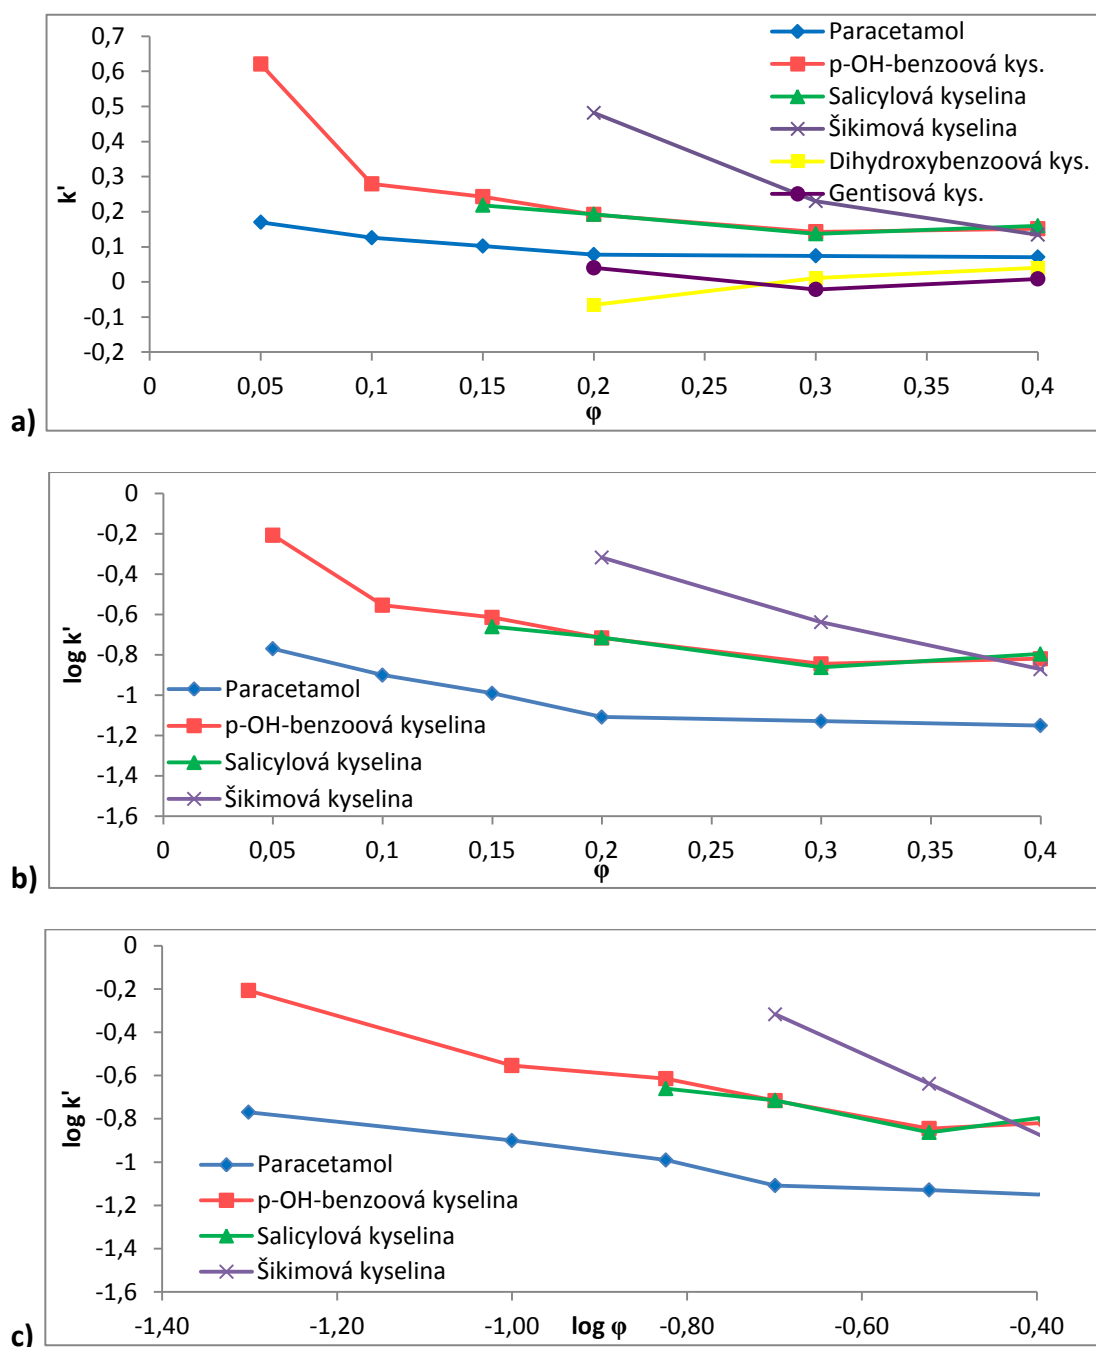 0,7
0,6
0,5
0,4
0,3
0,2
0,1
0
-0,1
-0,2
k'
0 0,05 0,1 0,15 0,2 0,25 0,3 0,35 0,4
φ
Paracetamol
p-OH-benzoová kys.
Salicylová kyselina
Šikimová kyselina
Dihydroxybenzoová kys.
Gentisová kys.
a)
0
-0,2
-0,4
-0,6
-0,8
-1
-1,2
-1,4
-1,6
log k'
Paracetamol
p-OH-benzoová kyselina
Salicylová kyselina
Šikimová kyselina
0 0,05 0,1 0,15 0,2 0,25 0,3 0,35 0,4
φ
b)
0
-0,2
-0,4
-0,6
-0,8
-1
-1,2
-1,4
-1,6
log k'
Paracetamol
p-OH-benzoová kyselina
Salicylová kyselina
Šikimová kyselina
-1,40 -1,20 -1,00 log φ -0,80 -0,60 -0,40
c)